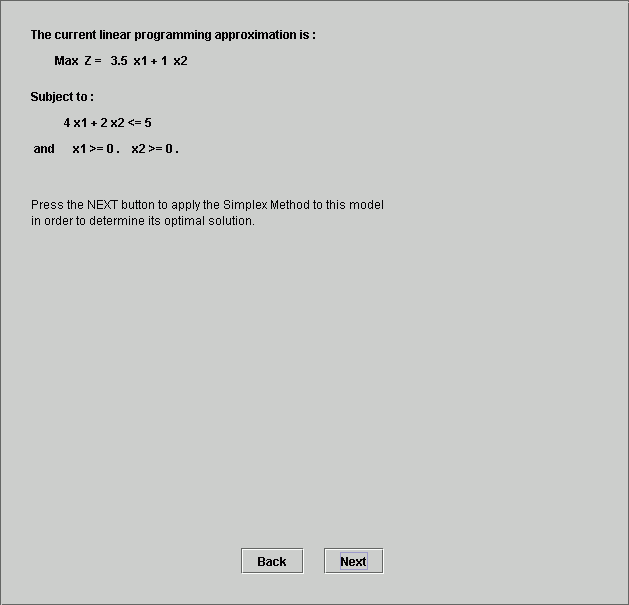 The current linear programming approximation is :
Max Z = 3.5 x1 + 1 x2
Subject to :
4 x1 + 2 x2 <= 5
and x1 >= 0 . x2 >= 0 .
Press the NEXT button to apply the Simplex Method to this model
in order to determine its optimal solution.
Back Next